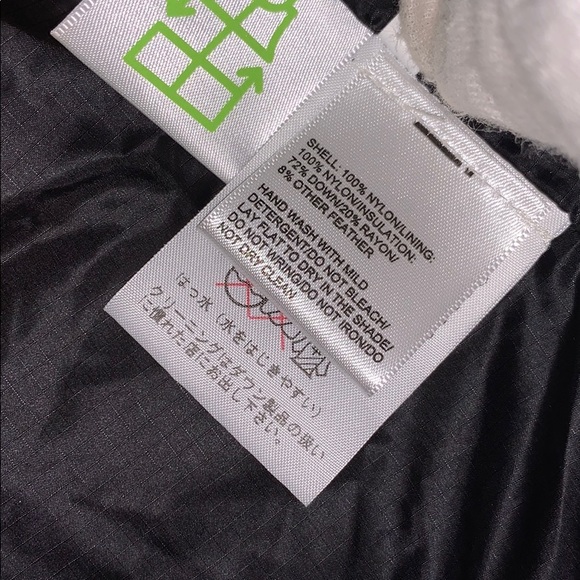 M
SHELL: 100% NYLON/LINING:
100% NYLON/INSULATION:
72% DOWN/20% RAYON/
8% OTHER FEATHER
HAND WASH WITH MILD
DETERGENT/DO NOT BLEACH/
LAY FLAT TO DRY IN THE SHADE/
DO NOT WRING/DO NOT IRON/DO
NOT DRY CLEAN
はっ水（水をはじきやすい）
クリーニングはダウン製品の扱い
に慣れた店にお出し下さい。